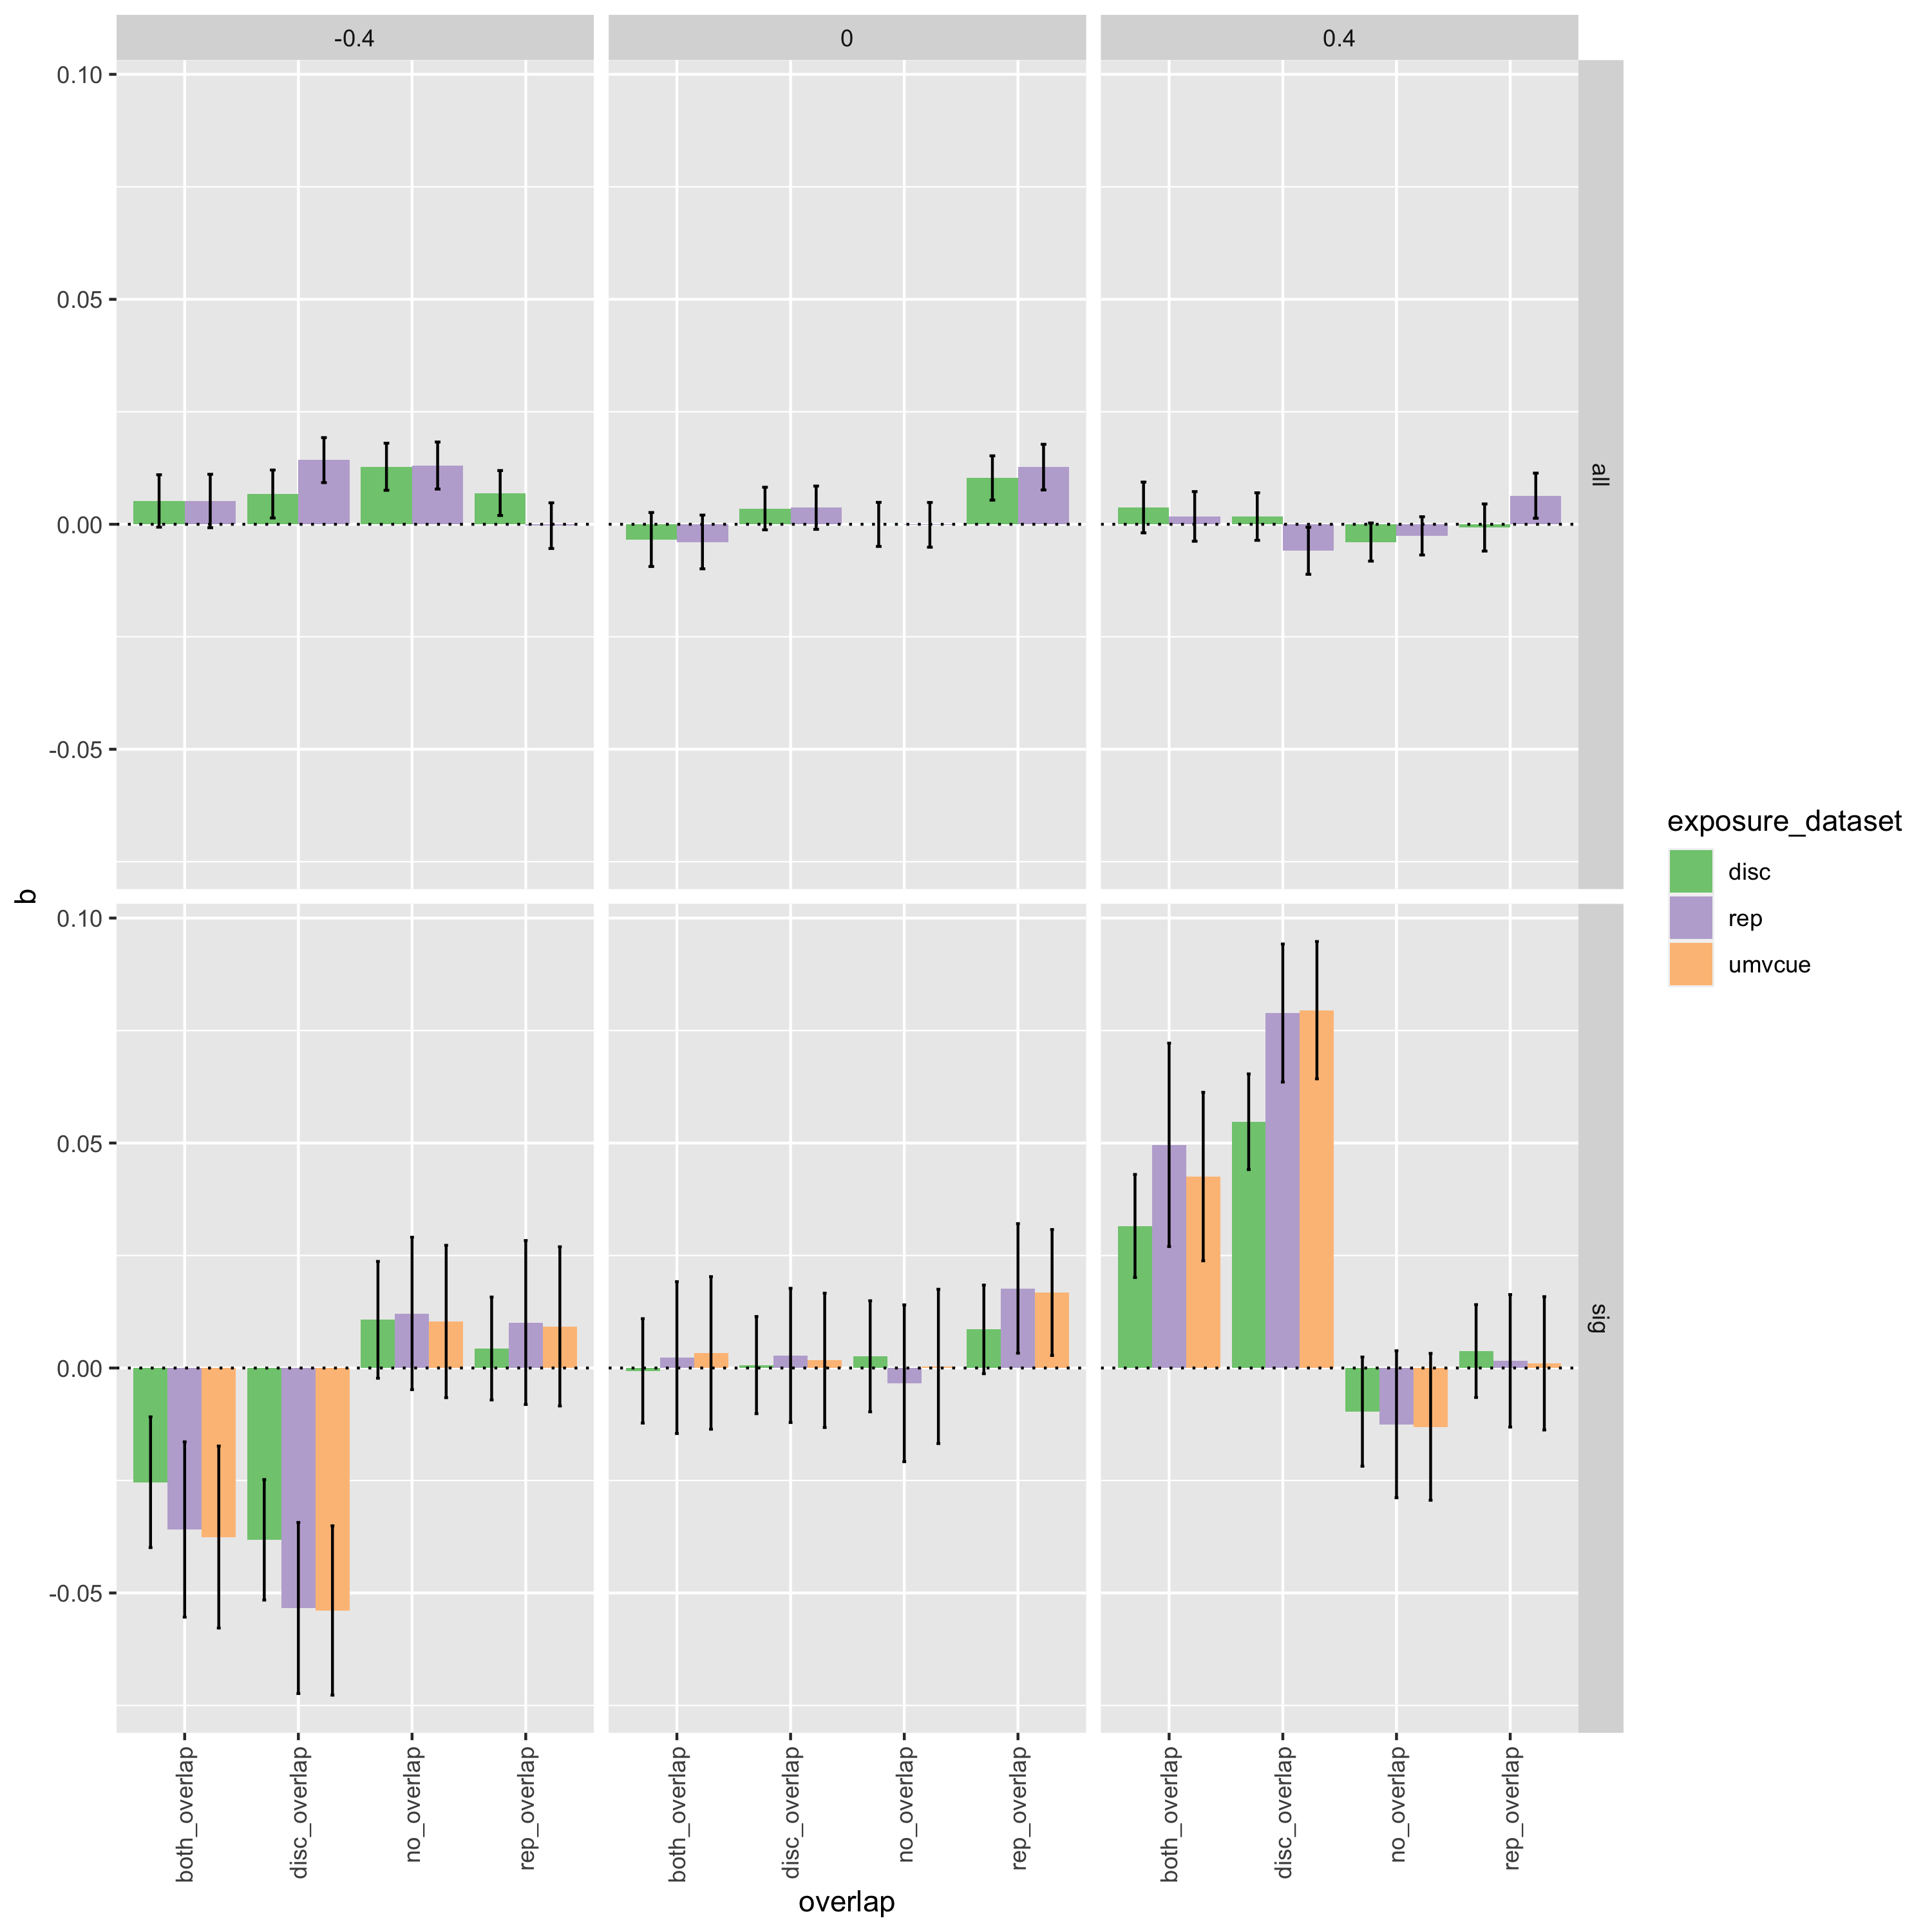 -0.4 0 0.4
0.10
0.05
0.00
-0.05
all
b
0.10
0.05
0.00
-0.05
sig
both_overlap
disc_overlap
no_overlap
rep_overlap
both_overlap
disc_overlap
no_overlap
rep_overlap
both_overlap
disc_overlap
no_overlap
rep_overlap
overlap
exposure_dataset
disc
rep
umvcue